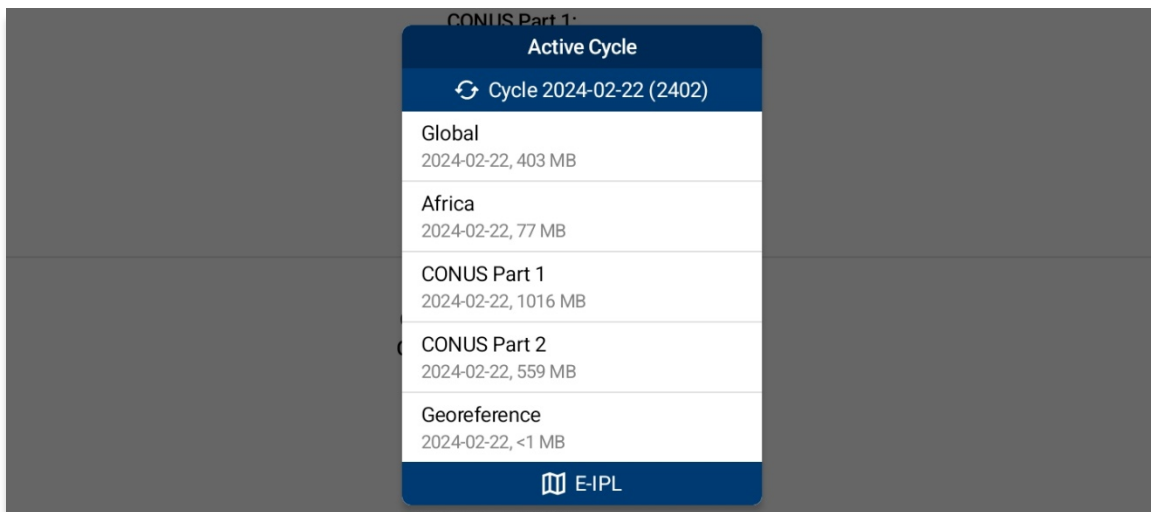 CONUS Part 1:
Active Cycle
Cycle 2024-02-22 (2402)
Global
2024-02-22, 403 MB
Africa
2024-02-22, 77 MB
CONUS Part 1
2024-02-22, 1016 MB
CONUS Part 2
2024-02-22, 559 MB
Georeference
2024-02-22, <1 MB
E-IPL